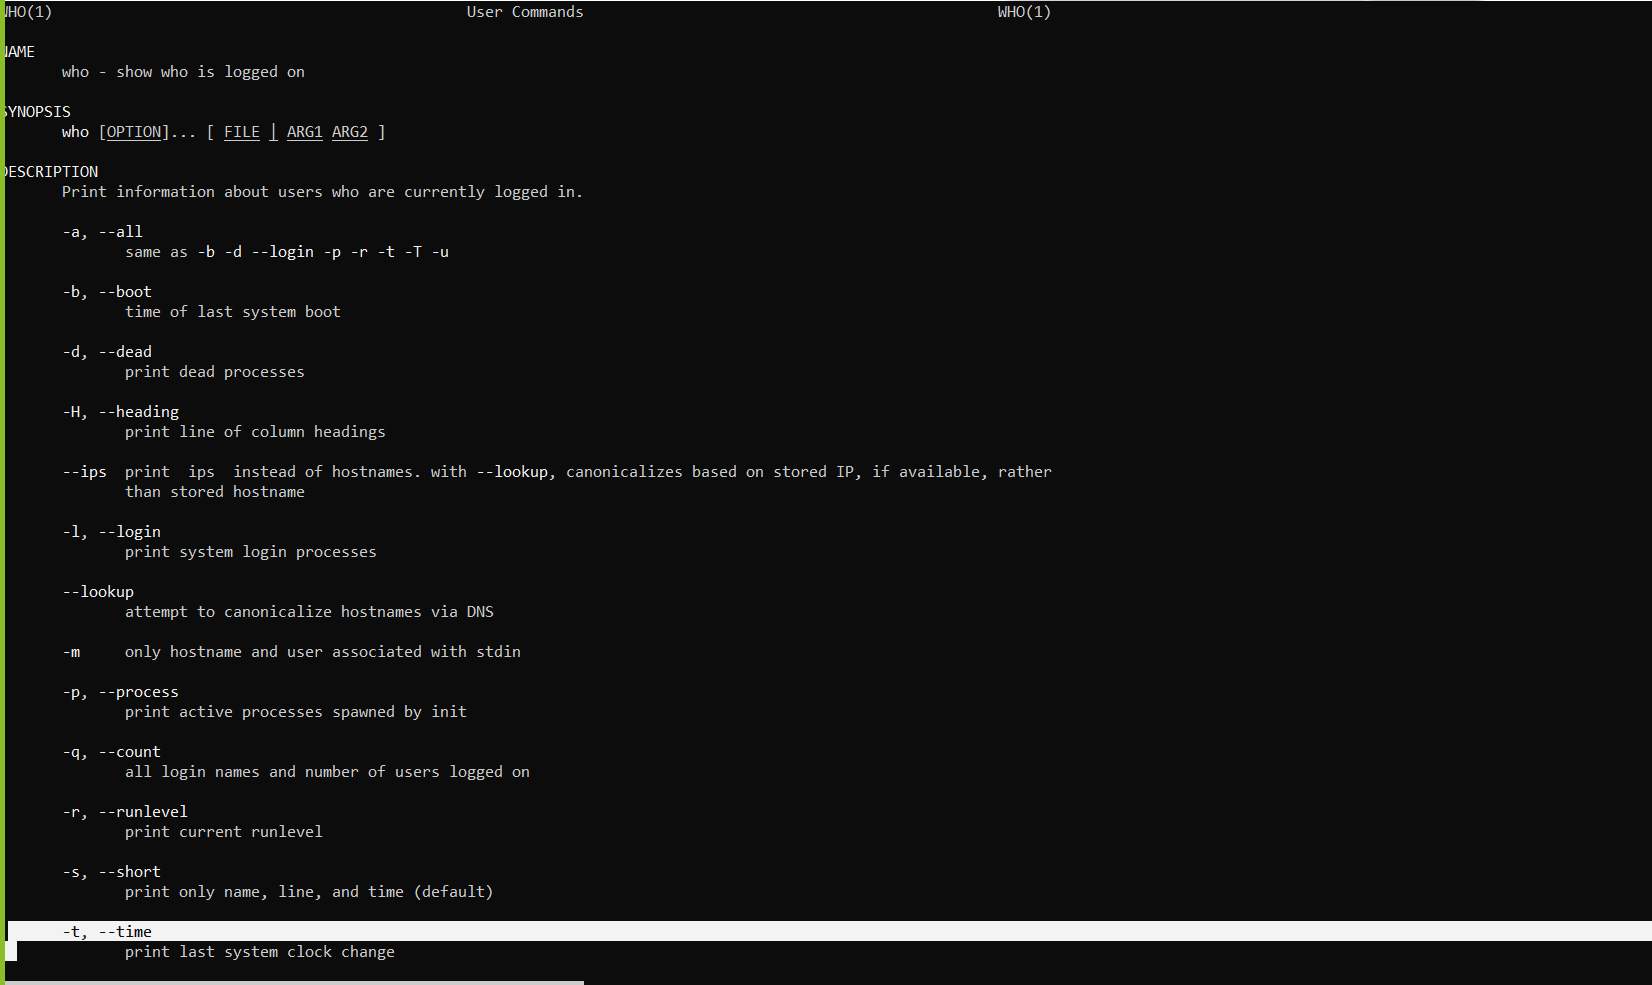 WHO(1) User Commands WHO(1)
NAME
who - show who is logged on
SYNOPSIS
who [OPTION]... [ FILE | ARG1 ARG2 ]
DESCRIPTION
Print information about users who are currently logged in.
-a, --all
same as -b -d --login -p -r -t -T -u
-b, --boot
time of last system boot
-d, --dead
print dead processes
-H, --heading
print line of column headings
--ips print ips instead of hostnames. with --lookup, canonicalizes based on stored IP, if available, rather
than stored hostname
-l, --login
print system login processes
--lookup
attempt to canonicalize hostnames via DNS
-m only hostname and user associated with stdin
-p, --process
print active processes spawned by init
-q, --count
all login names and number of users logged on
-r, --runlevel
print current runlevel
-s, --short
print only name, line, and time (default)
-t, --time
print last system clock change